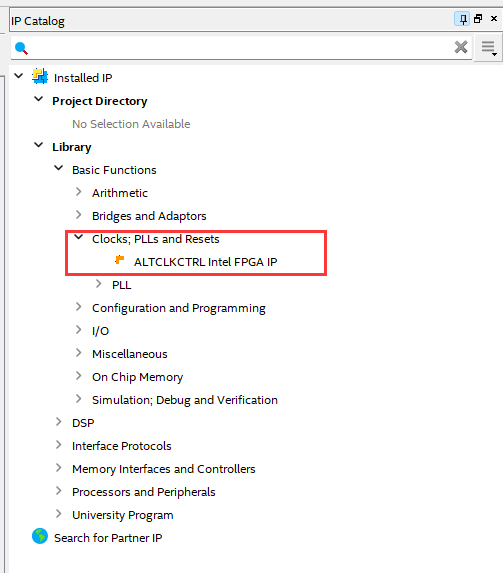 IP Catalog
Installed IP
Project Directory
No Selection Available
Library
Basic Functions
Arithmetic
Bridges and Adaptors
Clocks; PLLs and Resets
ALTCLKCTRL Intel FPGA IP
PLL
Configuration and Programming
I/O
Miscellaneous
On Chip Memory
Simulation; Debug and Verification
DSP
Interface Protocols
Memory Interfaces and Controllers
Processors and Peripherals
University Program
Search for Partner IP